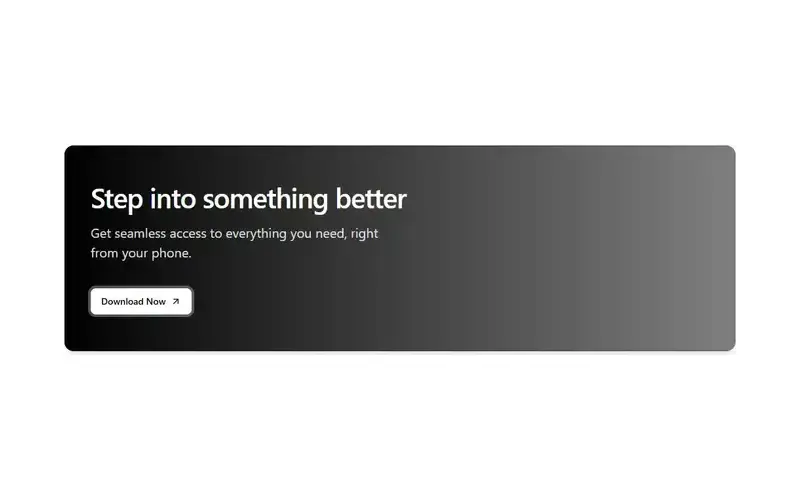 Step into something better
Get seamless access to everything you need, right
from your phone.
Download Now